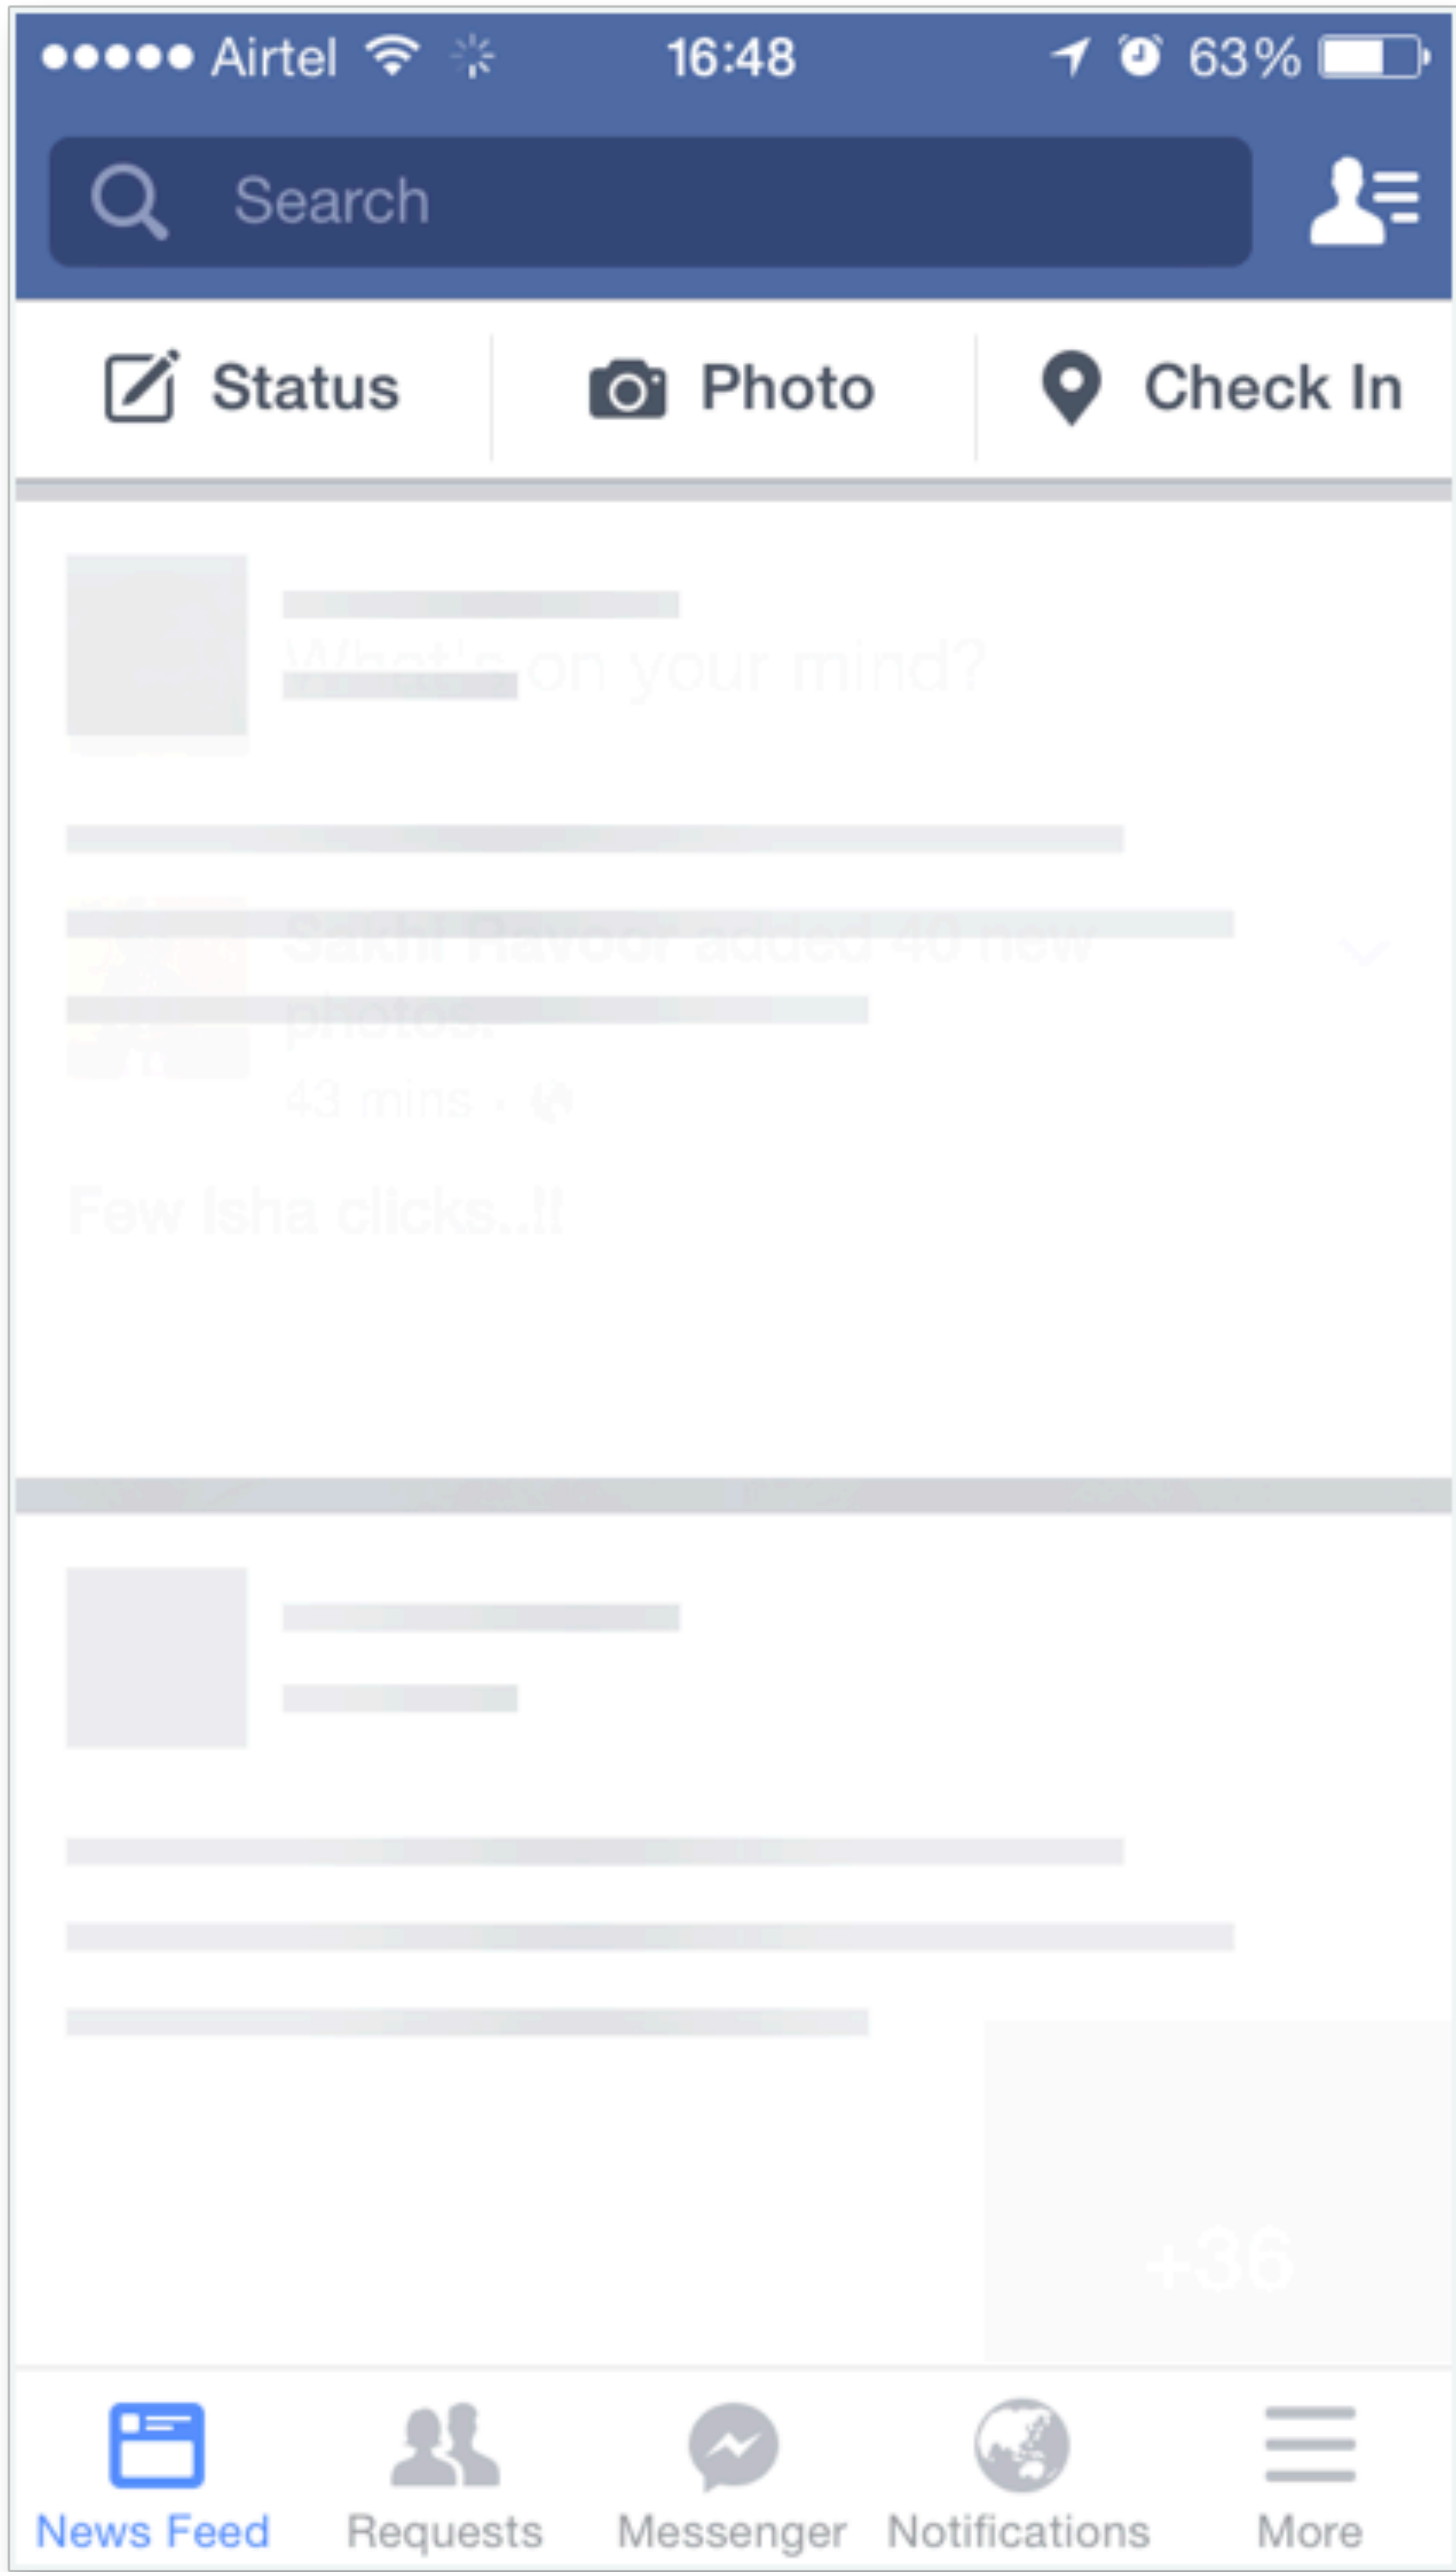 Airtel 16:48 63%
Search
Status Photo Check In
What's on your mind?
Sakhi Ravoor added 40 new
photos.
43 mins ·
Few Isha clicks..!!
+36
News Feed Requests Messenger Notifications More